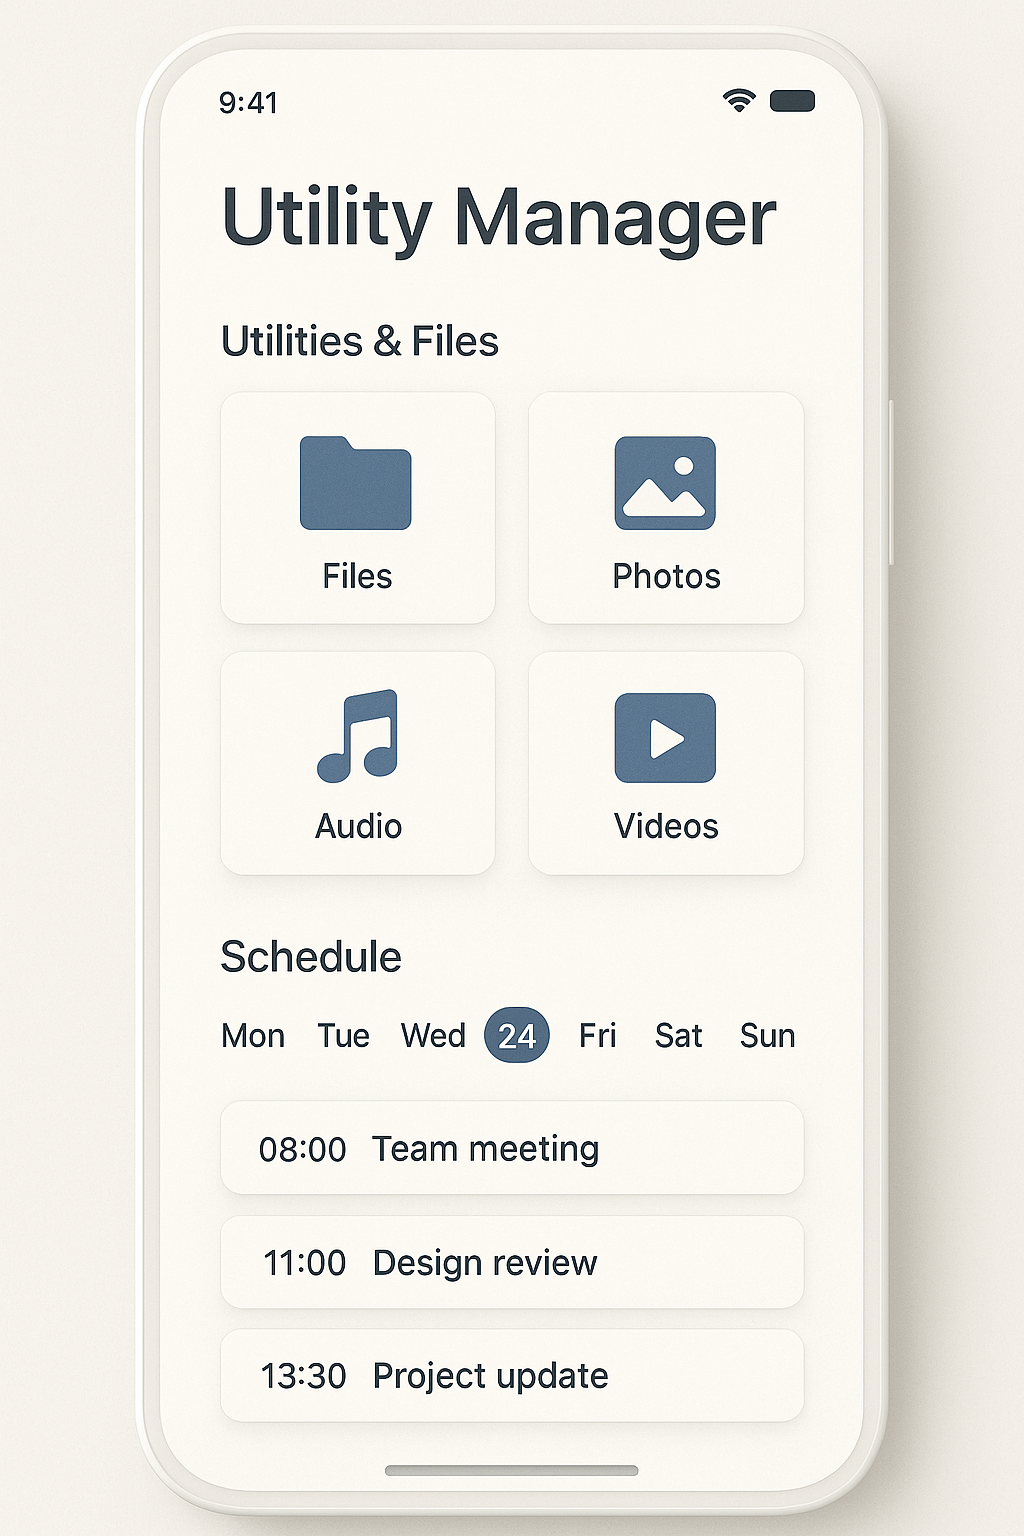 9:41
Utility Manager
Utilities & Files
Files Photos
Audio Videos
Schedule
Mon Tue Wed 24 Fri Sat Sun
08:00 Team meeting
11:00 Design review
13:30 Project update